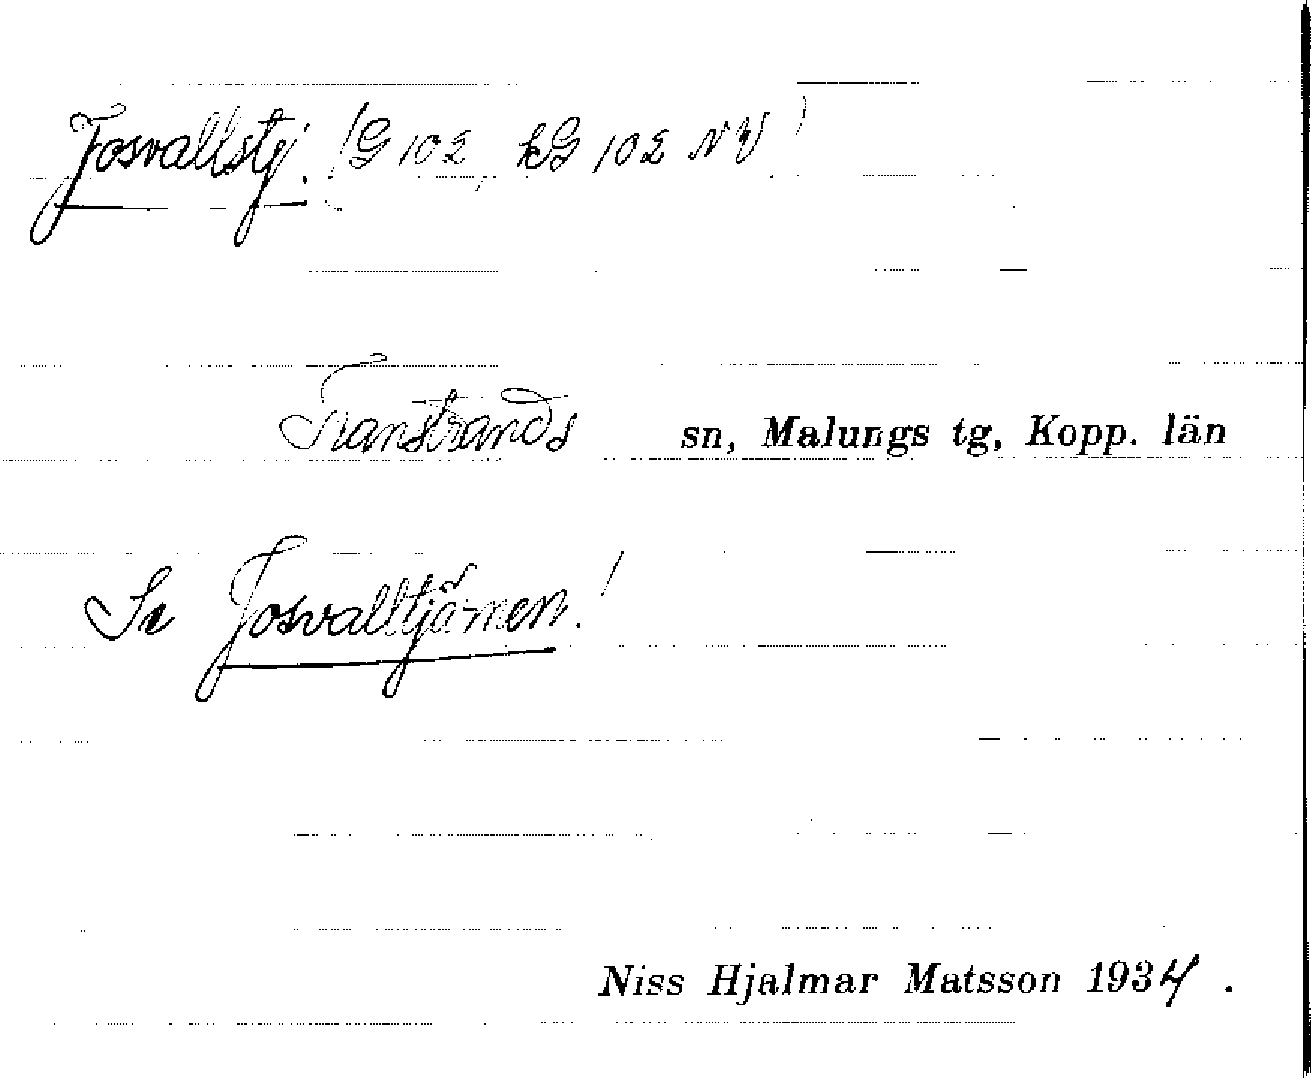 Josvallstj. (G 102, kG 102 NV)
Transtrands sn, Malungs tg, Kopp. län
Se Josvalltjärnen!
Niss Hjalmar Matsson 1934.